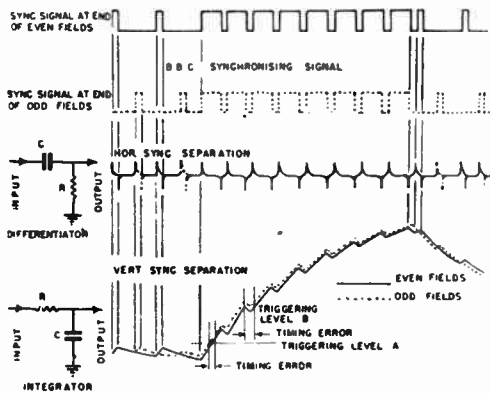 SYNC SIGNAL AT END
OF EVEN FIELDS
B B C SYNCHRONISING SIGNAL
SYNC SIGNAL AT END
OF ODD FIELDS
HOR SYNC SEPARATION
C
R
INPUT
OUTPUT
DIFFERENTIATOR
VERT SYNC SEPARATION
EVEN FIELDS
ODD FIELDS
R
C
INPUT
OUTPUT
INTEGRATOR
TRIGGERING
LEVEL B
TIMING ERROR
TRIGGERING LEVEL A
TIMING ERROR